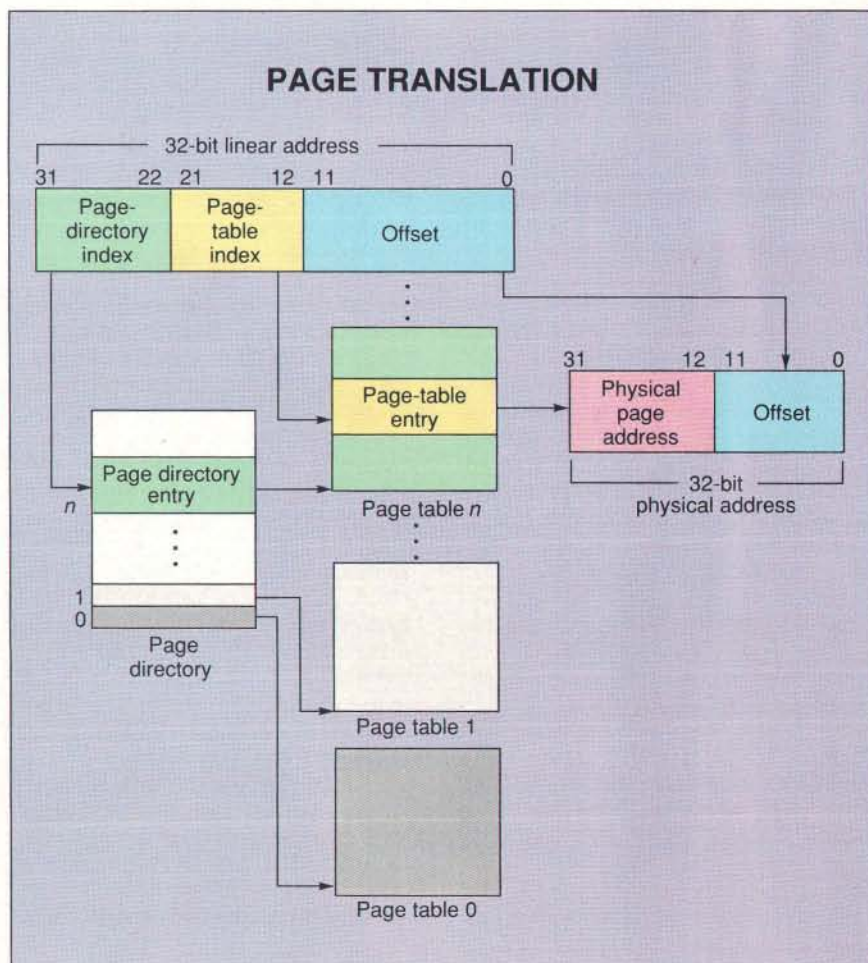 PAGE TRANSLATION
32-bit linear address
31 22 21 12 11 0
Page-
directory
index
Page-
table
index
Offset
Page-table
entry
Page table n
31 12 11 0
Physical
page
address
Offset
32-bit
physical address
Page directory
entry
n
1
0
Page
directory
Page table 1
Page table 0